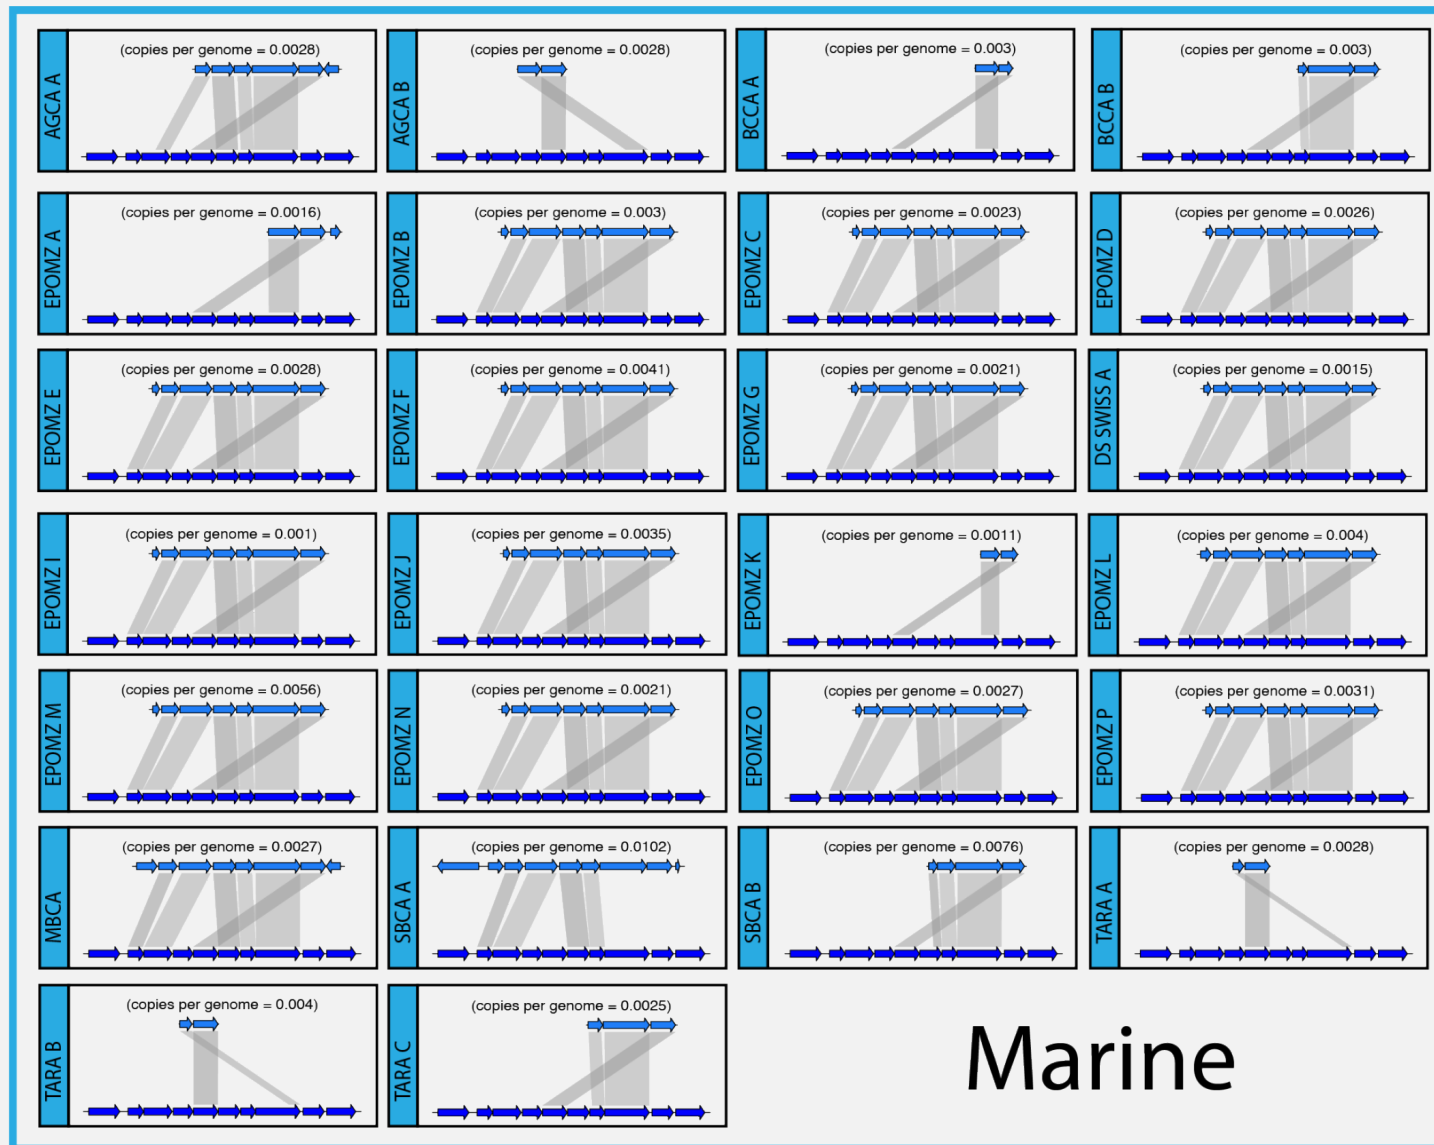 AGCA A
(copies per genome = 0.0028)
AGCA B
(copies per genome = 0.0028)
BCCA A
(copies per genome = 0.003)
BCCA B
(copies per genome = 0.003)
EPOMZ A
(copies per genome = 0.0016)
EPOMZ B
(copies per genome = 0.003)
EPOMZ C
(copies per genome = 0.0023)
EPOMZ D
(copies per genome = 0.0026)
EPOMZ E
(copies per genome = 0.0028)
EPOMZ F
(copies per genome = 0.0041)
EPOMZ G
(copies per genome = 0.0021)
DS SWISS A
(copies per genome = 0.0015)
EPOMZ I
(copies per genome = 0.001)
EPOMZ J
(copies per genome = 0.0035)
EPOMZ K
(copies per genome = 0.0011)
EPOMZ L
(copies per genome = 0.004)
EPOMZ M
(copies per genome = 0.0056)
EPOMZ N
(copies per genome = 0.0021)
EPOMZ O
(copies per genome = 0.0027)
EPOMZ P
(copies per genome = 0.0031)
MBCA
(copies per genome = 0.0027)
SBCA A
(copies per genome = 0.0102)
SBCA B
(copies per genome = 0.0076)
TARA A
(copies per genome = 0.0028)
TARA B
(copies per genome = 0.004)
TARA C
(copies per genome = 0.0025)
Marine